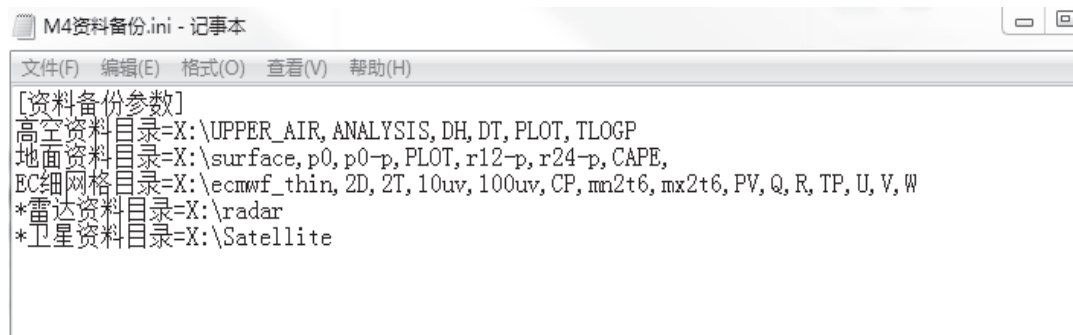 M4资料备份.ini - 记事本
文件(F) 编辑(E) 格式(O) 查看(V) 帮助(H)
[资料备份参数]
高空资料目录=X:\UPPER_AIR,ANALYSIS,DH,DT,PLOT,TLOGP
地面资料目录=X:\surface,p0,p0-p,PLOT,r12-p,r24-p,CAPE,
EC细网格目录=X:\ecmwf_thin,2D,2T,10uv,100uv,CP,mn2t6,mx2t6,PV,Q,R,TP,U,V,W
*雷达资料目录=X:\radar
*卫星资料目录=X:\Satellite